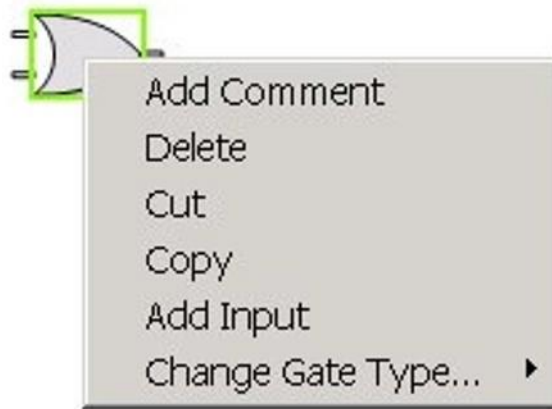 Add Comment
Delete
Cut
Copy
Add Input
Change Gate Type...